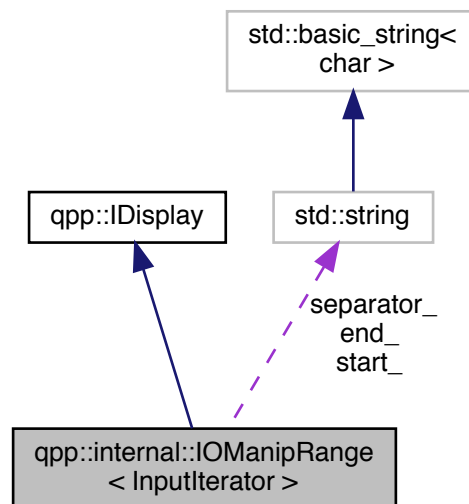 std::basic_string<
char >
qpp::IDisplay
std::string
separator_
end_
start_
qpp::internal::IOManipRange
< InputIterator >